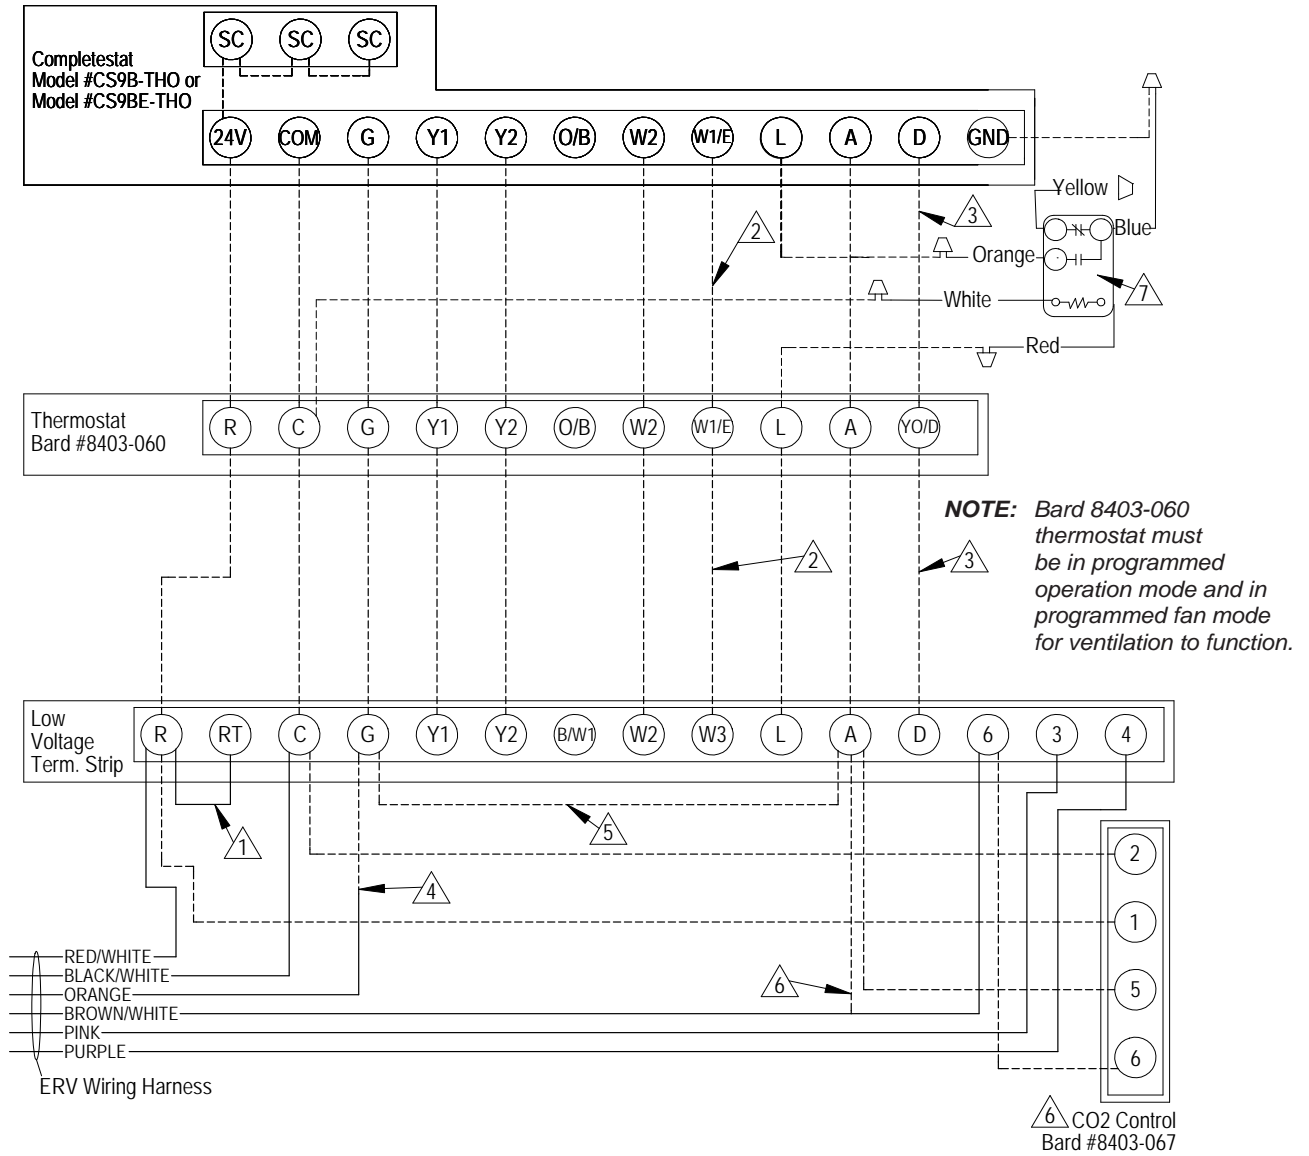 SC SC SC
Completestat
Model #CS9B-THO or
Model #CS9BE-THO
24V COM G Y1 Y2 O/B W2 W1/E L A D GND
Yellow
3
2
Blue
Orange
7
White
Red
Thermostat
Bard #8403-060
R C G Y1 Y2 O/B W2 W1/E L A YO/D
NOTE: Bard 8403-060
thermostat must
be in programmed
operation mode and in
programmed fan mode
for ventilation to function.
2
3
Low
Voltage
Term. Strip
R RT C G Y1 Y2 B/W1 W2 W3 L A D 6 3 4
1
5
2
4
1
RED/WHITE
BLACK/WHITE
ORANGE
BROWN/WHITE
PINK
PURPLE
6
5
6
ERV Wiring Harness
6 CO2 Control
Bard #8403-067